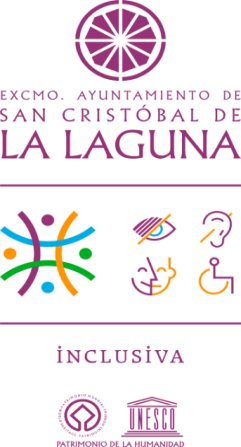 EXCMO. AYUNTAMIENTO DE
SAN CRISTÓBAL DE
LA LAGUNA
iNCLUSiVA
UNESCO
PATRIMONIO DE LA HUMANIDAD